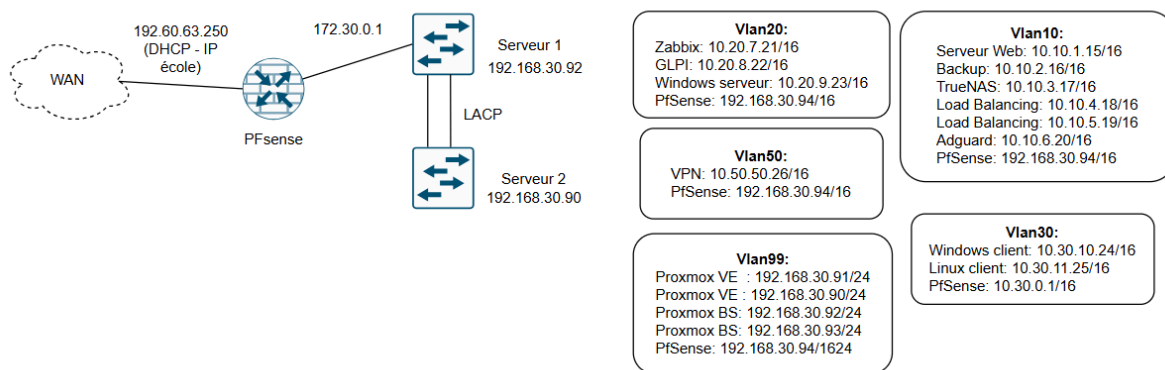 192.60.63.250
(DHCP - IP
école)
172.30.0.1
WAN
PFsense
Serveur 1
192.168.30.92
LACP
Serveur 2
192.168.30.90
Vlan20:
Zabbix: 10.20.7.21/16
GLPI: 10.20.8.22/16
Windows serveur: 10.20.9.23/16
PfSense: 192.168.30.94/16
Vlan10:
Serveur Web: 10.10.1.15/16
Backup: 10.10.2.16/16
TrueNAS: 10.10.3.17/16
Load Balancing: 10.10.4.18/16
Load Balancing: 10.10.5.19/16
Adguard: 10.10.6.20/16
PfSense: 192.168.30.94/16
Vlan50:
VPN: 10.50.50.26/16
PfSense: 192.168.30.94/16
Vlan30:
Windows client: 10.30.10.24/16
Linux client: 10.30.11.25/16
PfSense: 10.30.0.1/16
Vlan99:
Proxmox VE : 192.168.30.91/24
Proxmox VE : 192.168.30.90/24
Proxmox BS: 192.168.30.92/24
Proxmox BS: 192.168.30.93/24
PfSense: 192.168.30.94/1624